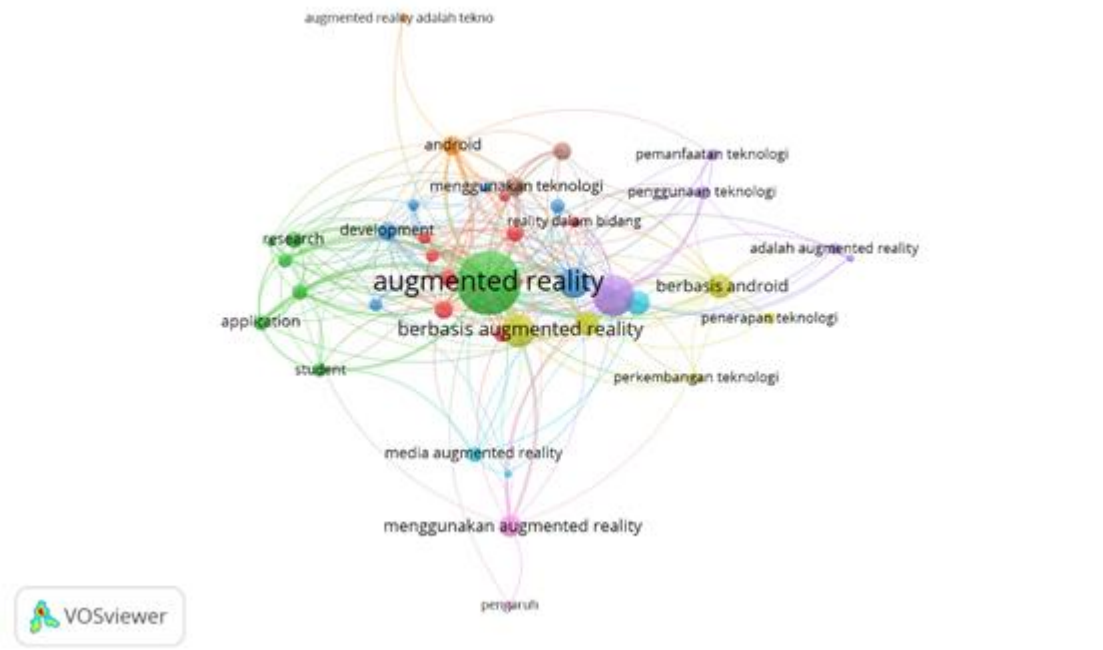 augmented reality adalah tekno
android
pemanfaatan teknologi
menggunakan teknologi
penggunaan teknologi
reality dalam bidang
development
research
adalah augmented reality
augmented reality
berbasis android
application
penerapan teknologi
berbasis augmented reality
student
perkembangan teknologi
media augmented reality
menggunakan augmented reality
pengaruh
VOSviewer